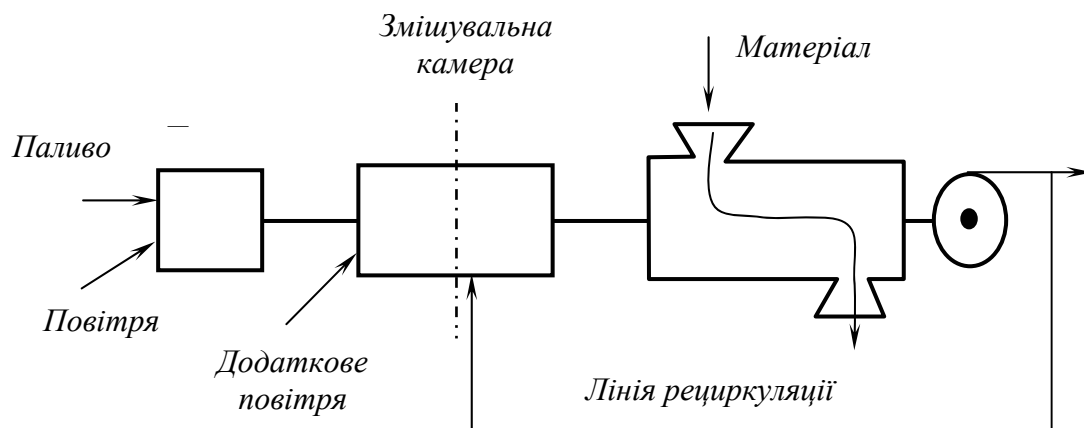 Змішувальна
камера
Матеріал
Паливо
Повітря
Додаткове
повітря
Лінія рециркуляції